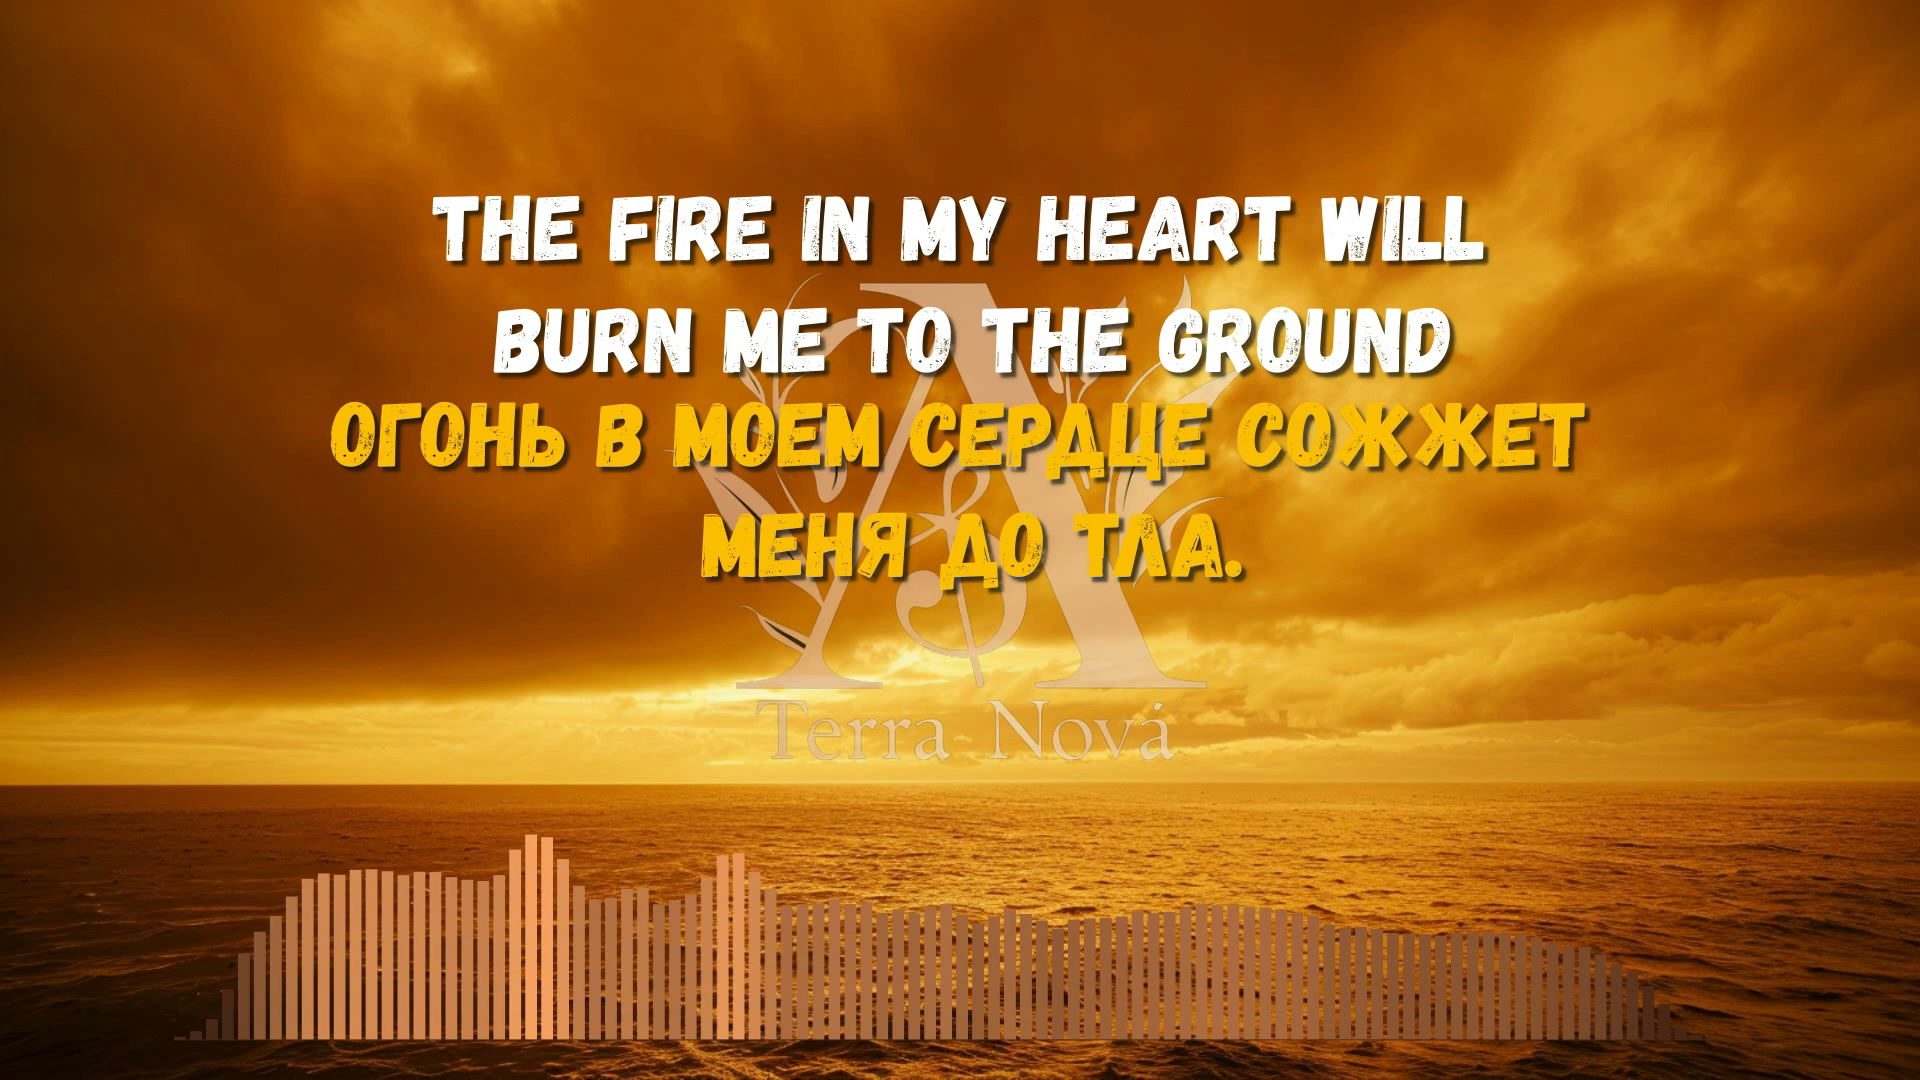 THE FIRE IN MY HEART WILL
BURN ME TO THE GROUND
ОГОНЬ В МОЕМ СЕРДЦЕ СОЖЖЕТ
МЕНЯ ДО ТЛА.
Terra Nová